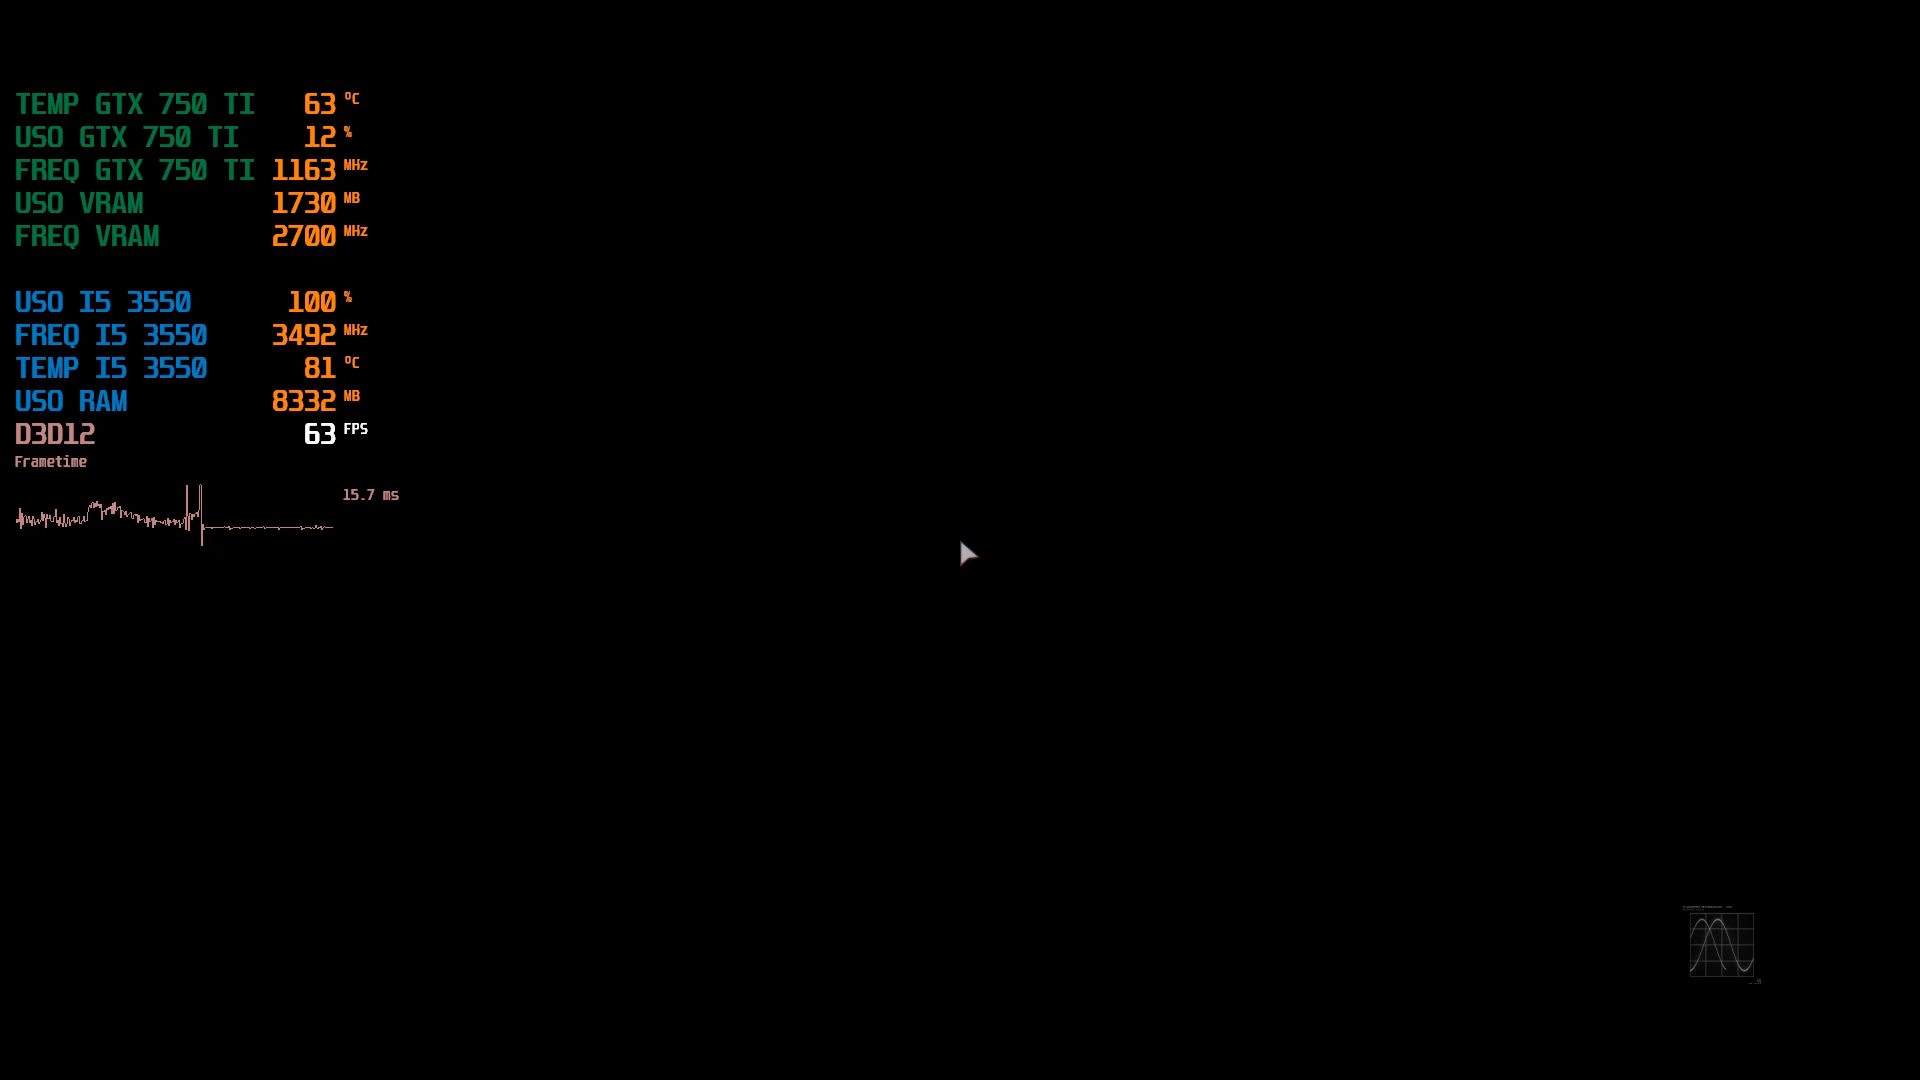 TEMP GTX 750 TI 63 °C
USO GTX 750 TI 12 %
FREQ GTX 750 TI 1163 MHz
USO VRAM 1730 MB
FREQ VRAM 2700 MHz
USO I5 3550 100 %
FREQ I5 3550 3492 MHz
TEMP I5 3550 81 °C
USO RAM 8332 MB
D3D12 63 FPS
Frametime
15.7 ms